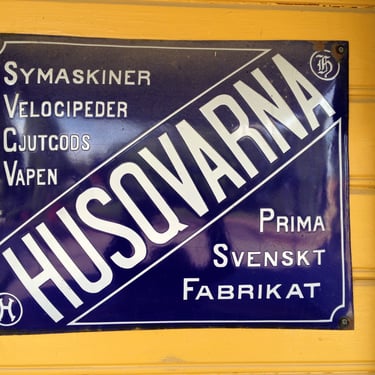 SYMASKINER
VELOCIPEDER
GJUTGODS
VAPEN
HUSQVARNA
PRIMA
SVENSKT
FABRIKAT
H
H